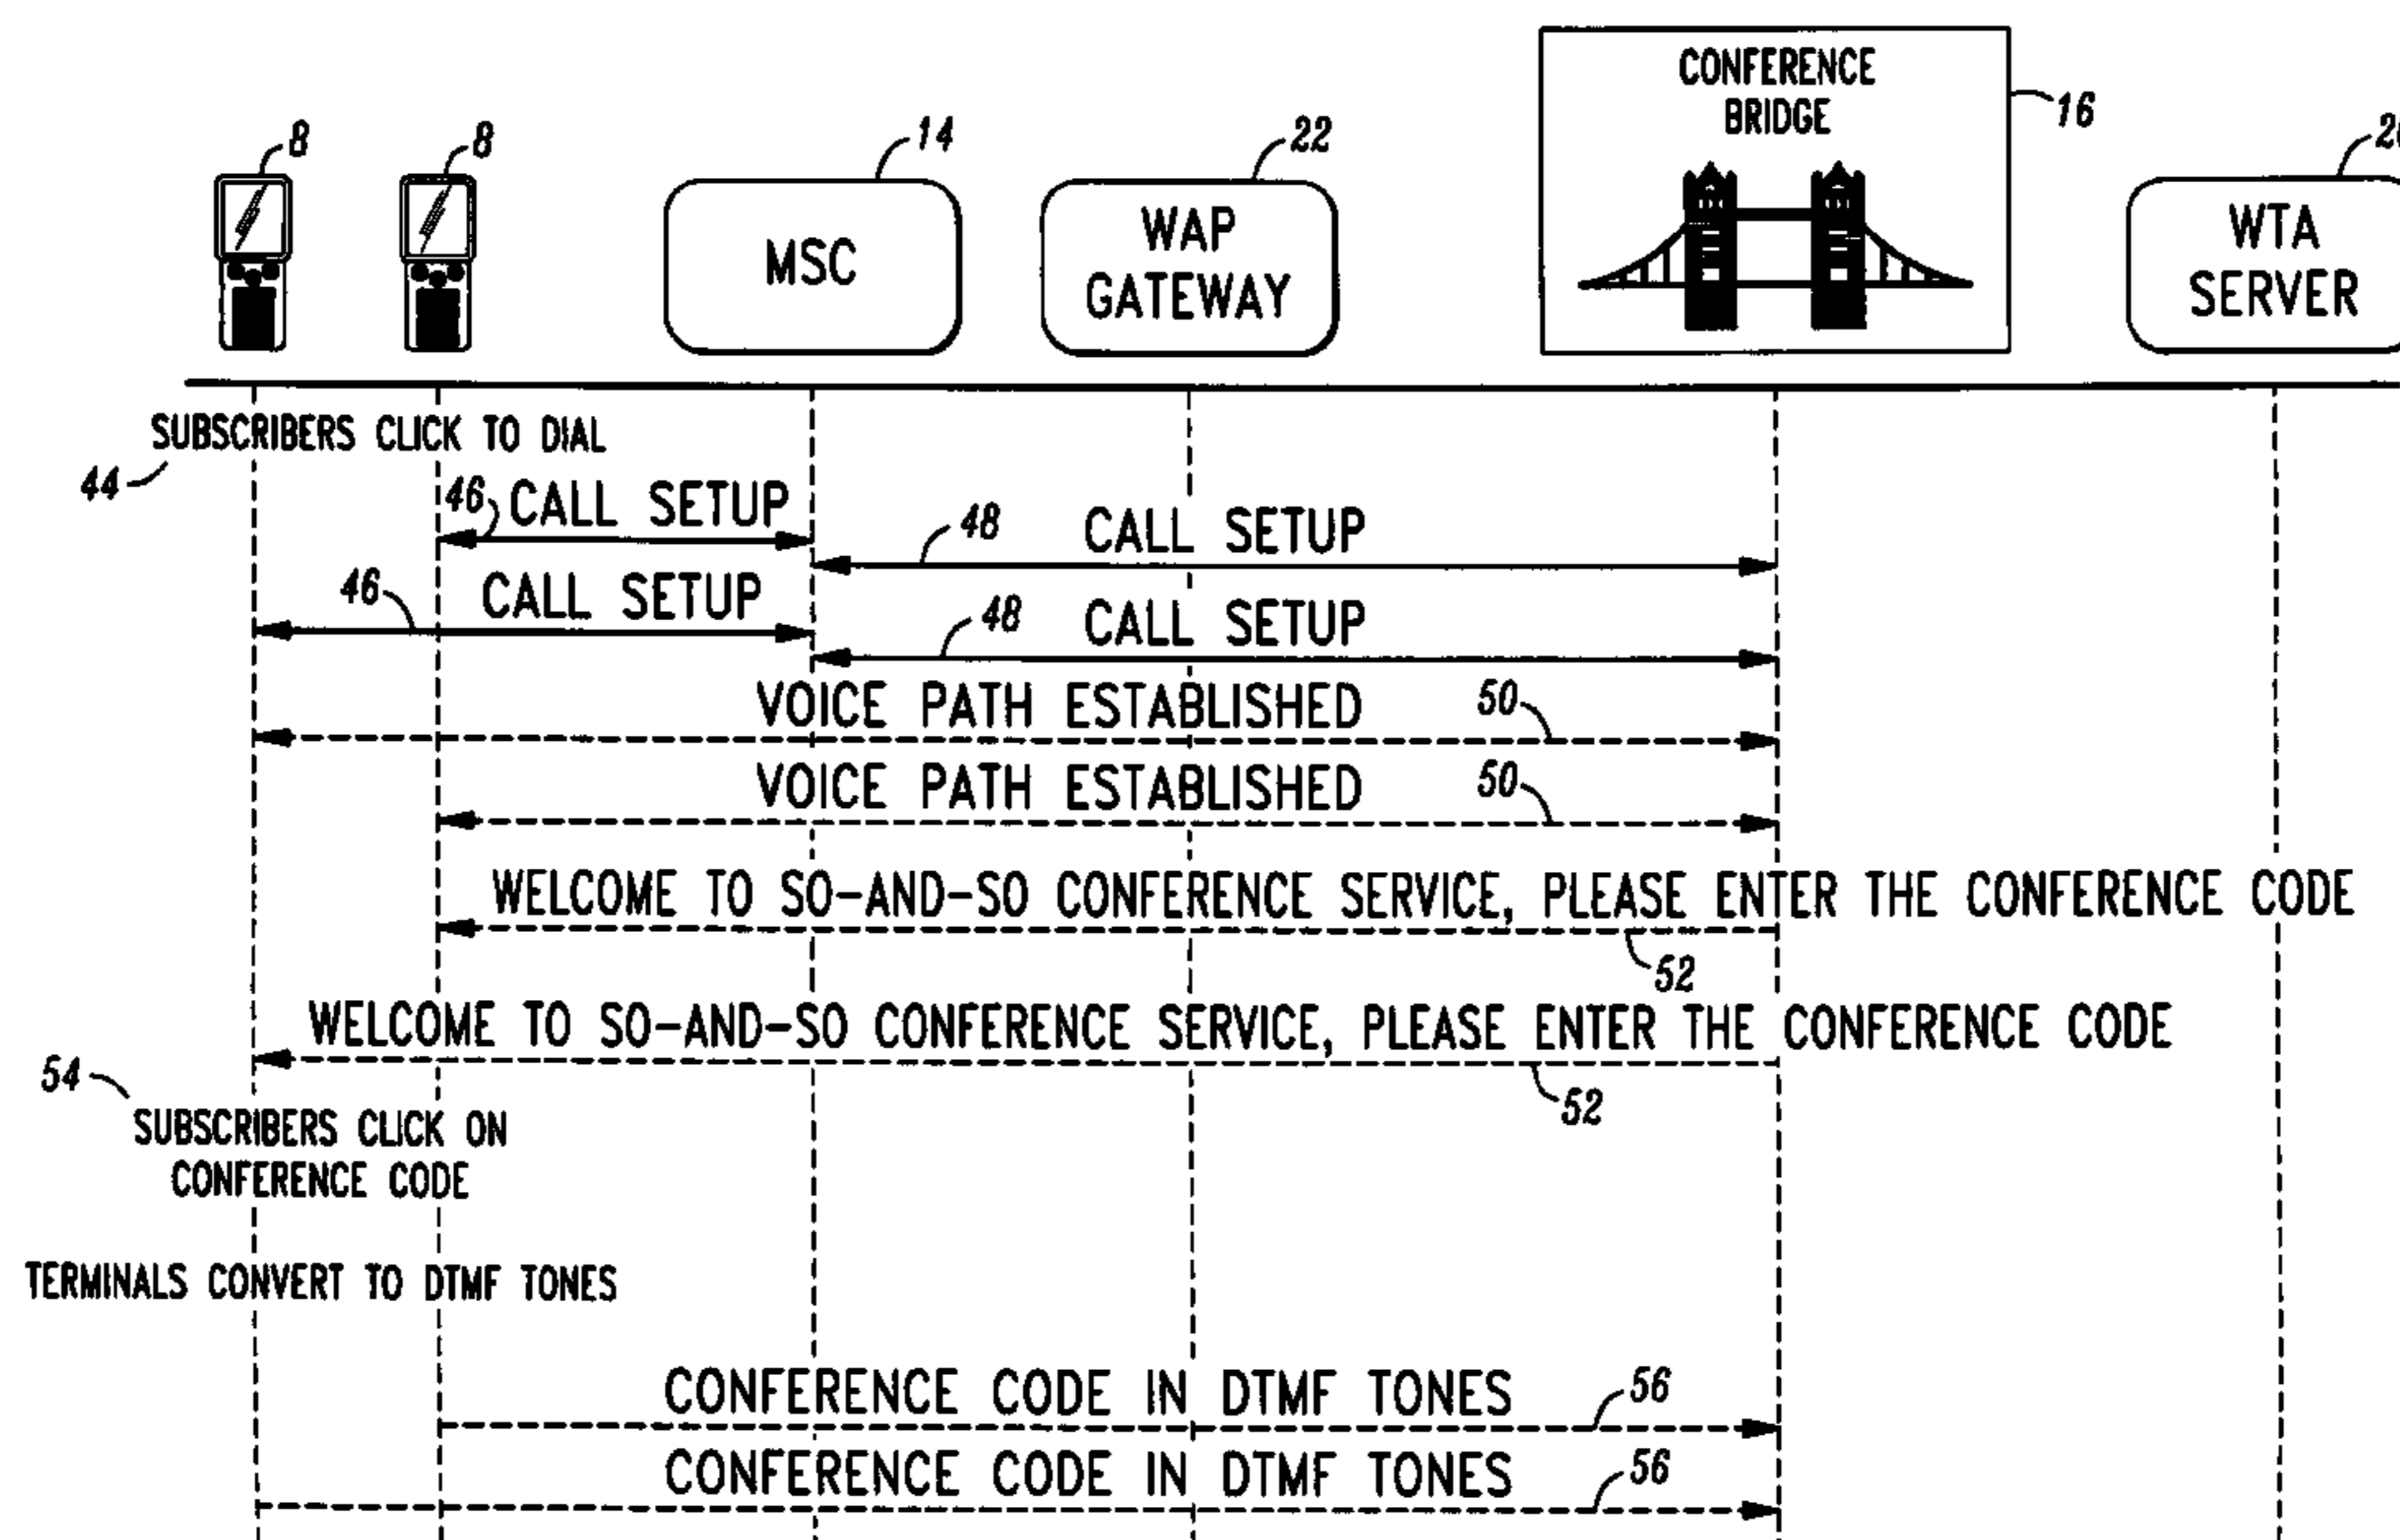 CONFERENCE
BRIDGE
16
8
8
14
22
MSC
WAP
GATEWAY
WTA
SERVER
SUBSCRIBERS CLICK TO DIAL
44
46 CALL SETUP
48 CALL SETUP
46 CALL SETUP
48 CALL SETUP
VOICE PATH ESTABLISHED 50
VOICE PATH ESTABLISHED 50
WELCOME TO SO-AND-SO CONFERENCE SERVICE, PLEASE ENTER THE CONFERENCE CODE
52
WELCOME TO SO-AND-SO CONFERENCE SERVICE, PLEASE ENTER THE CONFERENCE CODE
52
54
SUBSCRIBERS CLICK ON
CONFERENCE CODE
TERMINALS CONVERT TO DTMF TONES
CONFERENCE CODE IN DTMF TONES 56
CONFERENCE CODE IN DTMF TONES 56